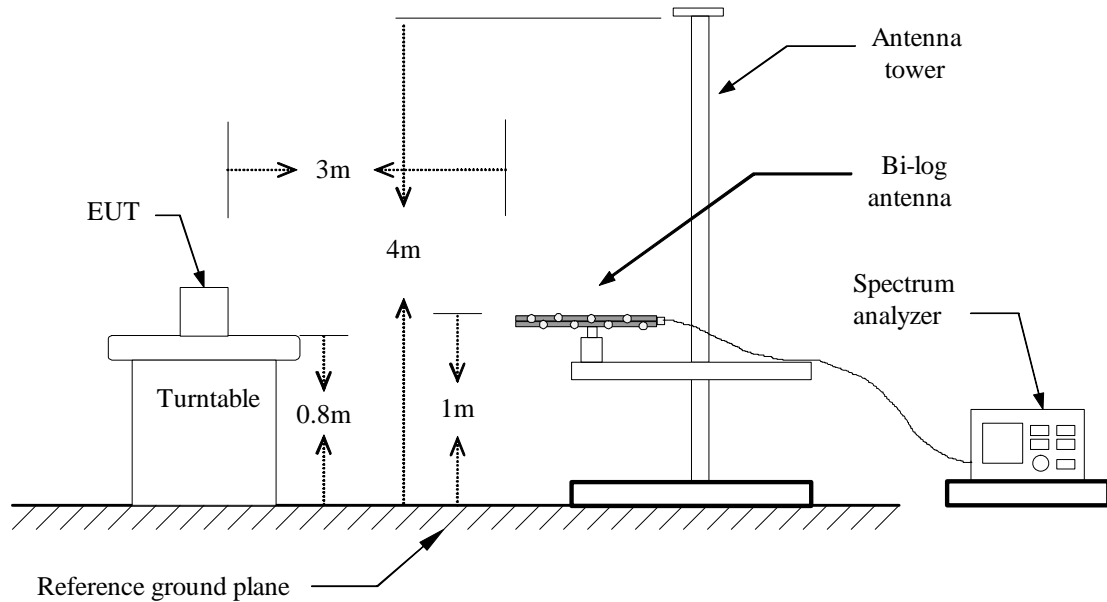 Antenna
tower
3m
Bi-log
antenna
EUT
4m
Spectrum
analyzer
Turntable
0.8m
1m
Reference ground plane